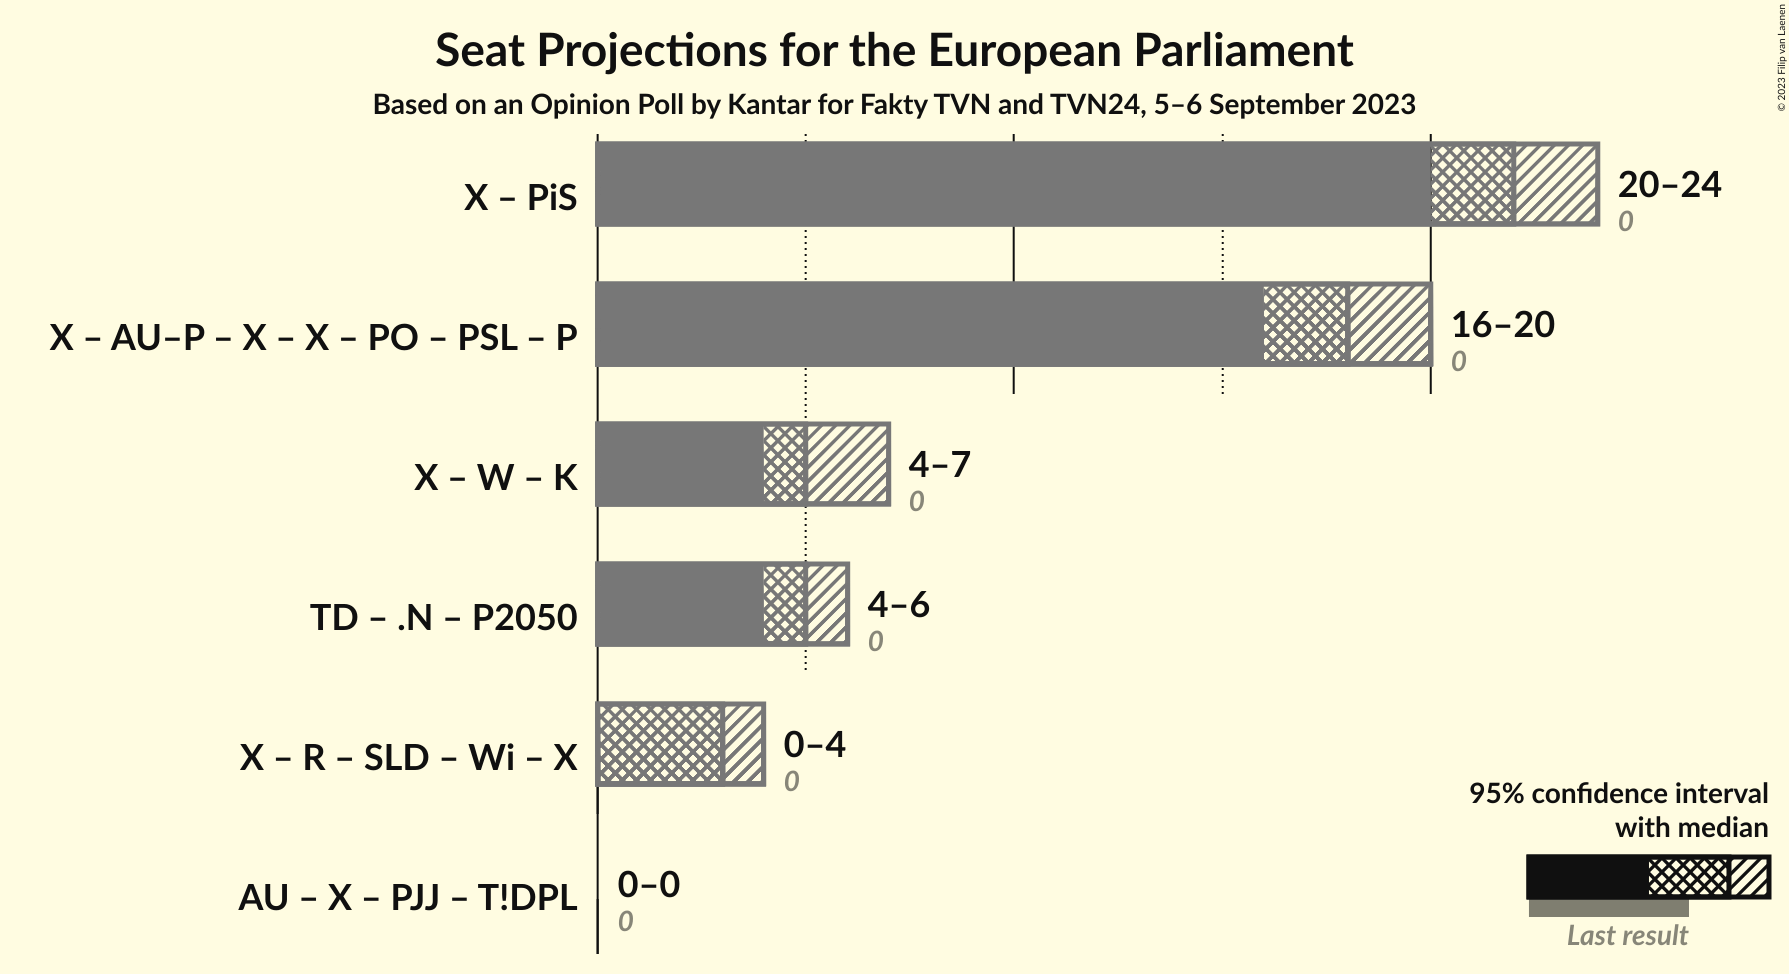 Seat Projections for the European Parliament
Based on an Opinion Poll by Kantar for Fakty TVN and TVN24, 5–6 September 2023
© 2023 Filip van Laenen
X – PiS
20–24
0
X – AU–P – X – X – PO – PSL – P
16–20
0
X – W – K
4–7
0
TD – .N – P2050
4–6
0
X – R – SLD – Wi – X
0–4
0
AU – X – PJJ – T!DPL
0–0
0
95% confidence interval
with median
Last result